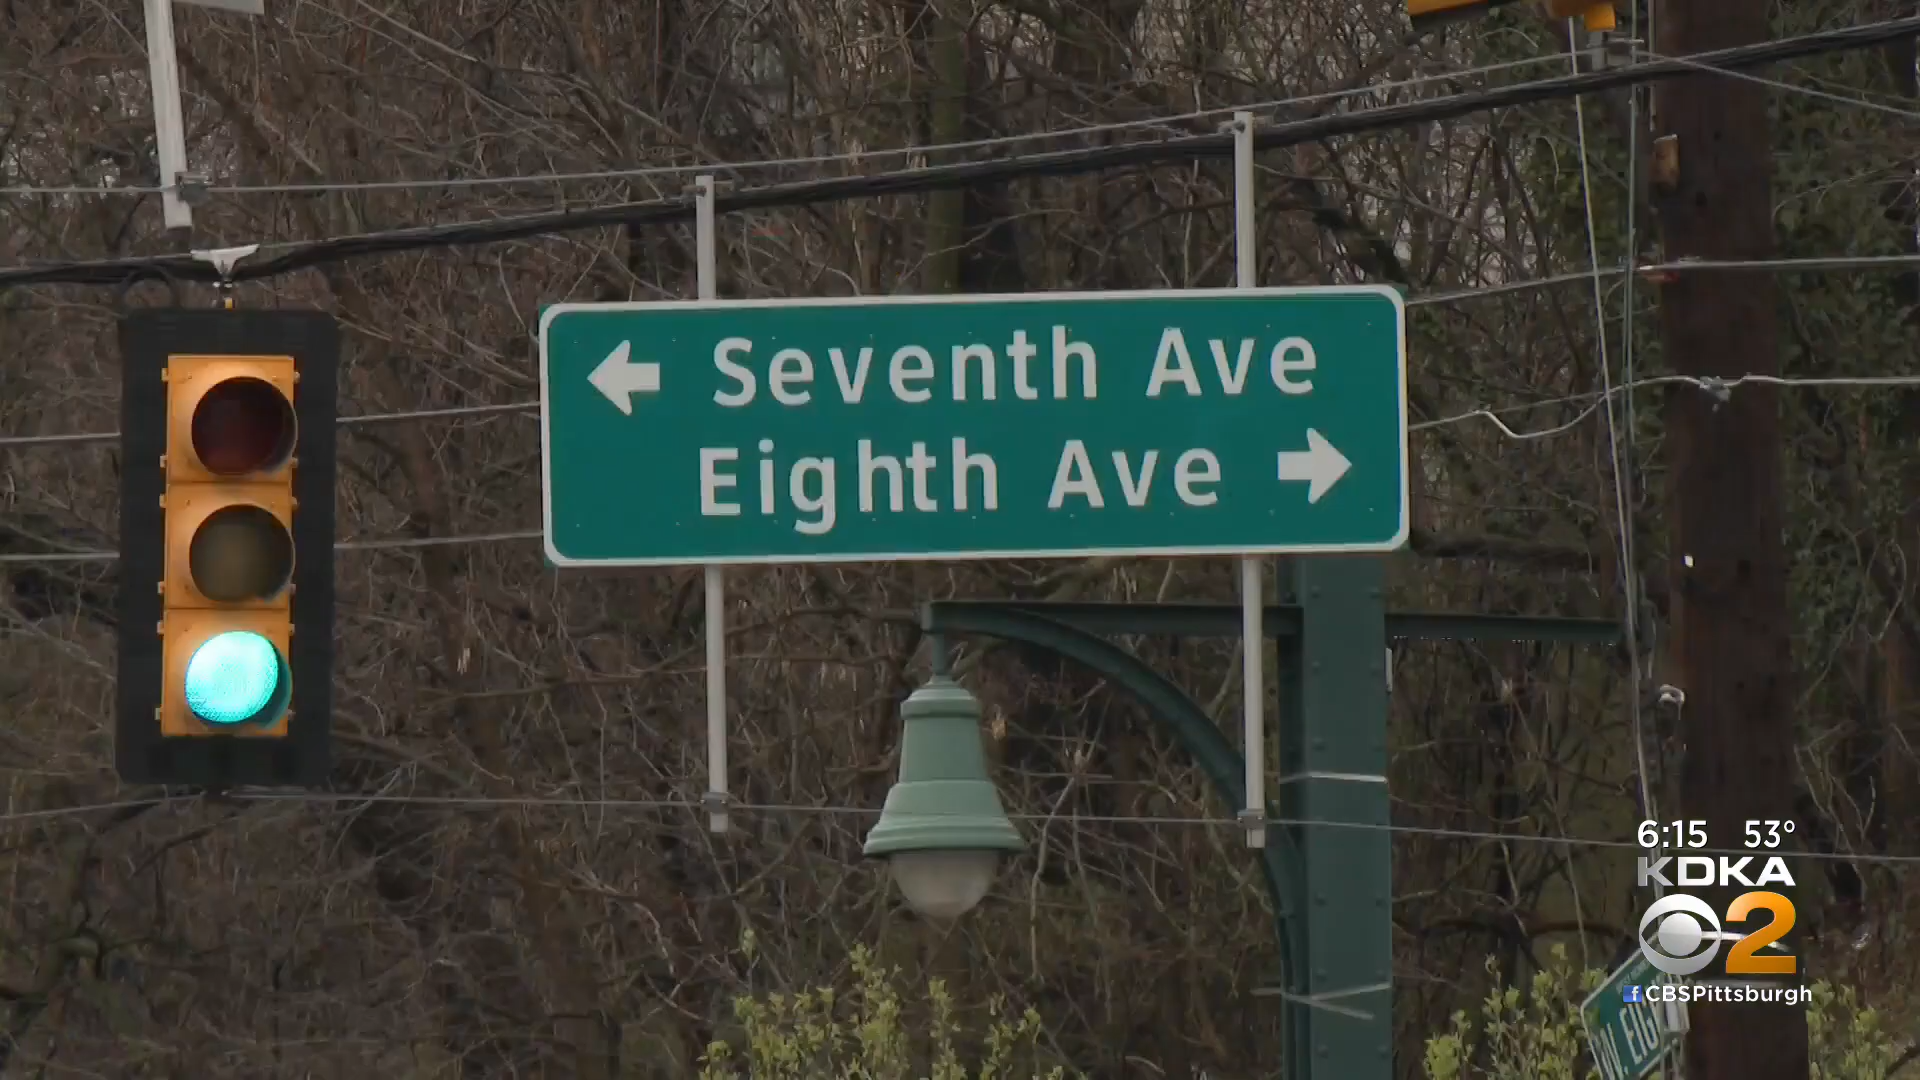 ← Seventh Ave
Eighth Ave →
6:15 53°
KDKA
2
f CBSPittsburgh